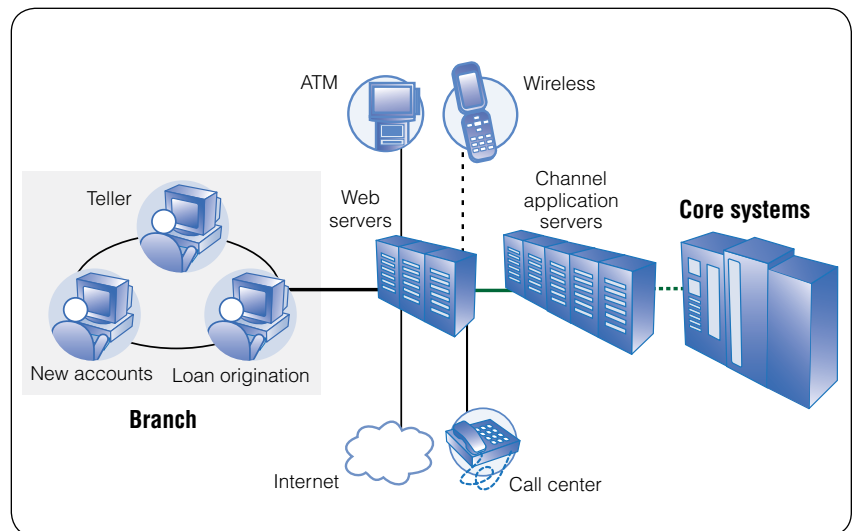 ATM
Wireless
Teller
Web
servers
Channel
application
servers
Core systems
New accounts
Loan origination
Branch
Internet
Call center